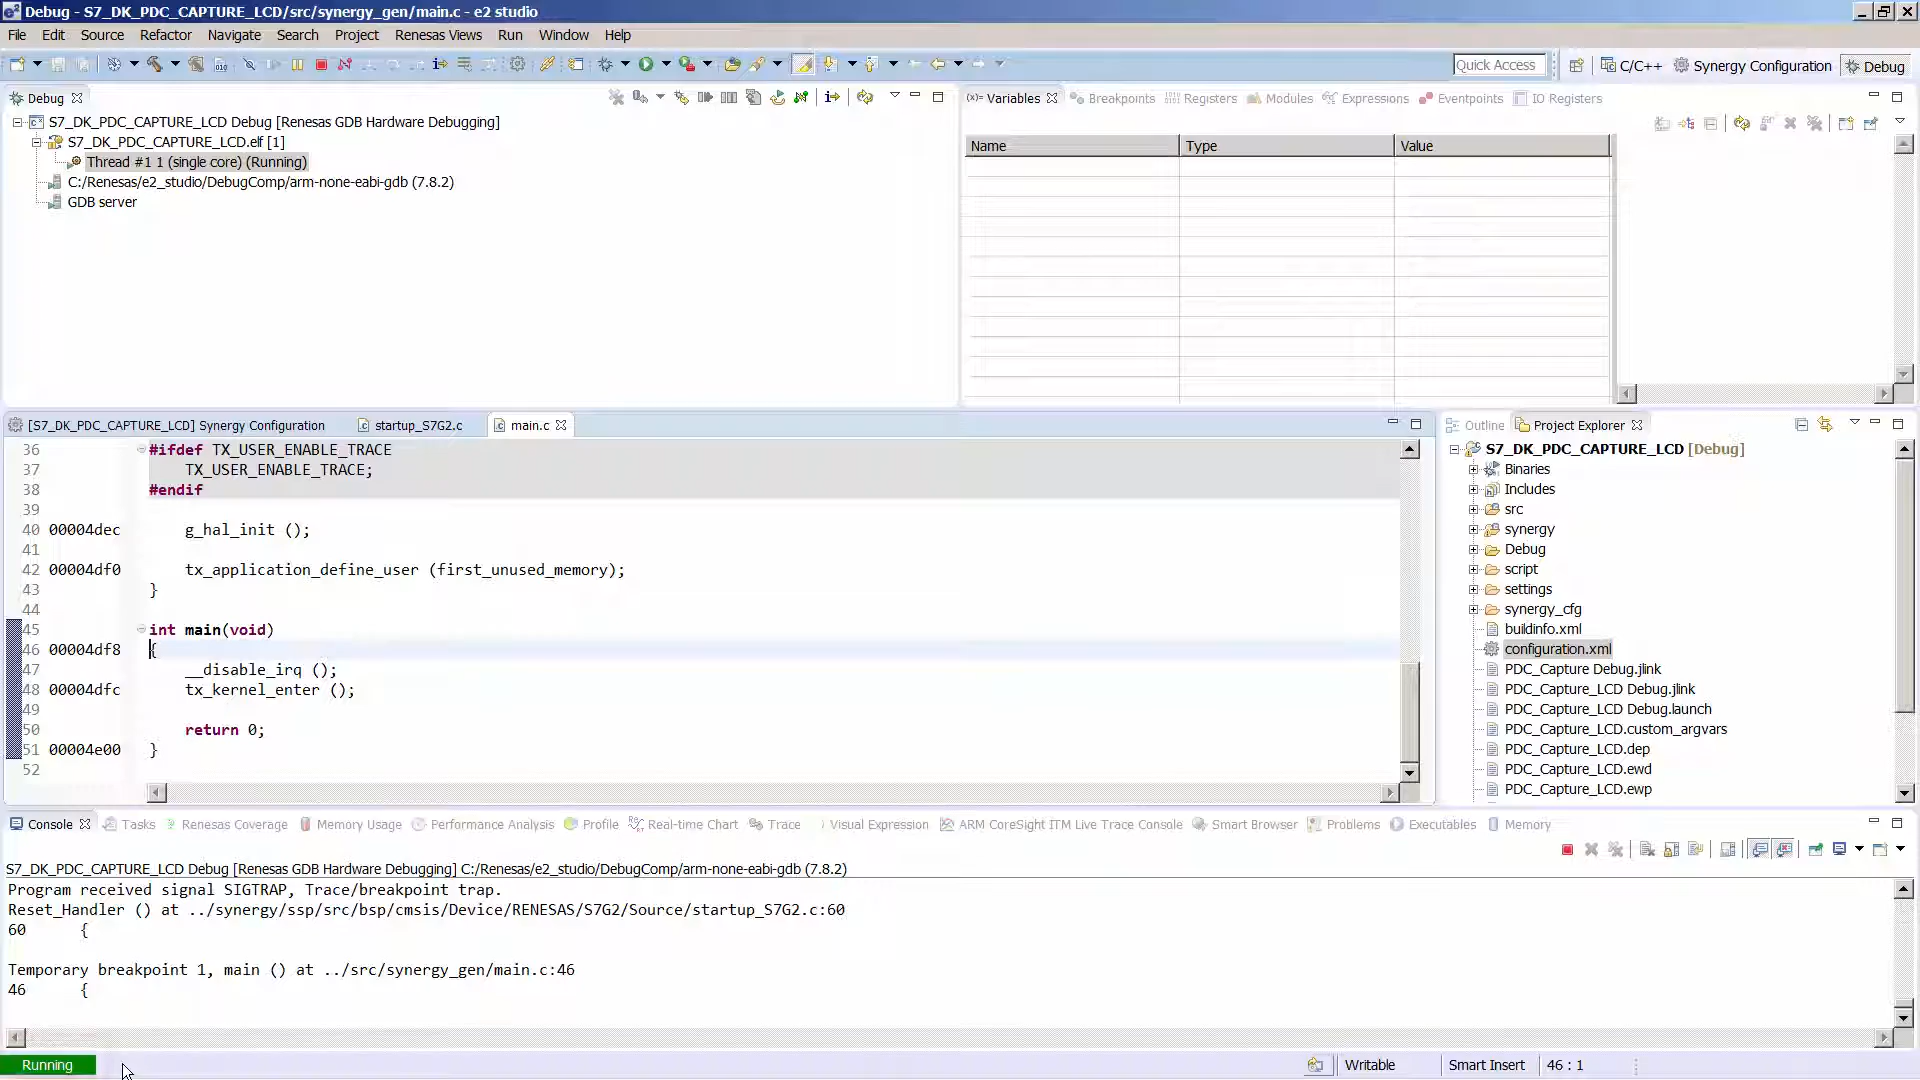 Debug - S7_DK_PDC_CAPTURE_LCD/src/synergy_gen/main.c - e2 studio
File Edit Source Refactor Navigate Search Project Renesas Views Run Window Help
Quick Access C/C++ Synergy Configuration Debug
Debug
S7_DK_PDC_CAPTURE_LCD Debug [Renesas GDB Hardware Debugging]
S7_DK_PDC_CAPTURE_LCD.elf [1]
Thread #1 1 (single core) (Running)
C:/Renesas/e2_studio/DebugComp/arm-none-eabi-gdb (7.8.2)
GDB server
(x)= Variables Breakpoints Registers Modules Expressions Eventpoints IO Registers
Name Type Value
[S7_DK_PDC_CAPTURE_LCD] Synergy Configuration startup_S7G2.c main.c
36 #ifdef TX_USER_ENABLE_TRACE
37 TX_USER_ENABLE_TRACE;
38 #endif
39
40 00004dec g_hal_init ();
41
42 00004df0 tx_application_define_user (first_unused_memory);
43 }
44
45 int main(void)
46 00004df8 {
47 __disable_irq ();
48 00004dfc tx_kernel_enter ();
49
50 return 0;
51 00004e00 }
52
Outline Project Explorer
S7_DK_PDC_CAPTURE_LCD [Debug]
Binaries
Includes
src
synergy
Debug
script
settings
synergy_cfg
buildinfo.xml
configuration.xml
PDC_Capture Debug.jlink
PDC_Capture_LCD Debug.jlink
PDC_Capture_LCD Debug.launch
PDC_Capture_LCD.custom_argvars
PDC_Capture_LCD.dep
PDC_Capture_LCD.ewd
PDC_Capture_LCD.ewp
Console Tasks Renesas Coverage Memory Usage Performance Analysis Profile Real-time Chart Trace Visual Expression ARM CoreSight ITM Live Trace Console Smart Browser Problems Executables Memory
S7_DK_PDC_CAPTURE_LCD Debug [Renesas GDB Hardware Debugging] C:/Renesas/e2_studio/DebugComp/arm-none-eabi-gdb (7.8.2)
Program received signal SIGTRAP, Trace/breakpoint trap.
Reset_Handler () at ../synergy/ssp/src/bsp/cmsis/Device/RENESAS/S7G2/Source/startup_S7G2.c:60
60 {
Temporary breakpoint 1, main () at ../src/synergy_gen/main.c:46
46 {
Running Writable Smart Insert 46 : 1